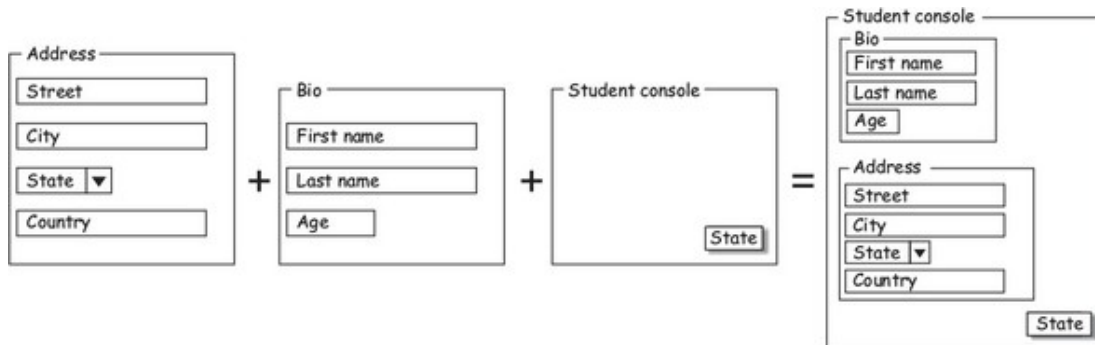 Address
Street
City
State
Country
+
Bio
First name
Last name
Age
+
Student console
State
=
Student console
Bio
First name
Last name
Age
Address
Street
City
State
Country
State